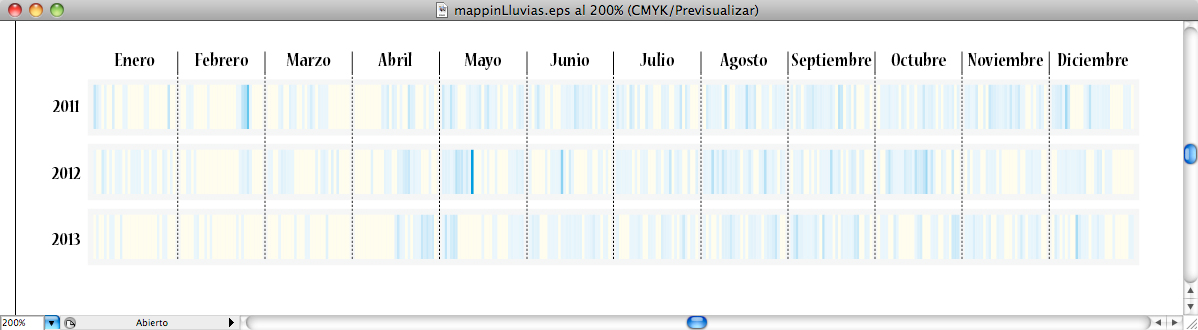 mappinLluvias.eps al 200% (CMYK/Previsualizar)
Enero Febrero Marzo Abril Mayo Junio Julio Agosto Septiembre Octubre Noviembre Diciembre
2011
2012
2013
200% Abierto